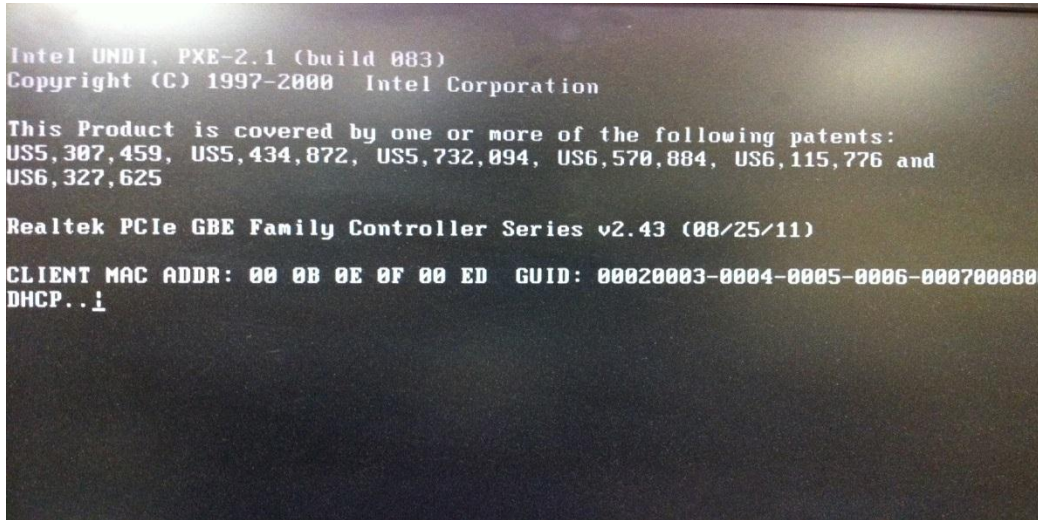 Intel UNDI, PXE-2.1 (build 083)
Copyright (C) 1997-2000  Intel Corporation
This Product is covered by one or more of the following patents:
US5,307,459, US5,434,872, US5,732,094, US6,570,884, US6,115,776 and
US6,327,625
Realtek PCIe GBE Family Controller Series v2.43 (08/25/11)
CLIENT MAC ADDR: 00 0B 0E 0F 00 ED  GUID: 00020003-0004-0005-0006-000700080
DHCP..